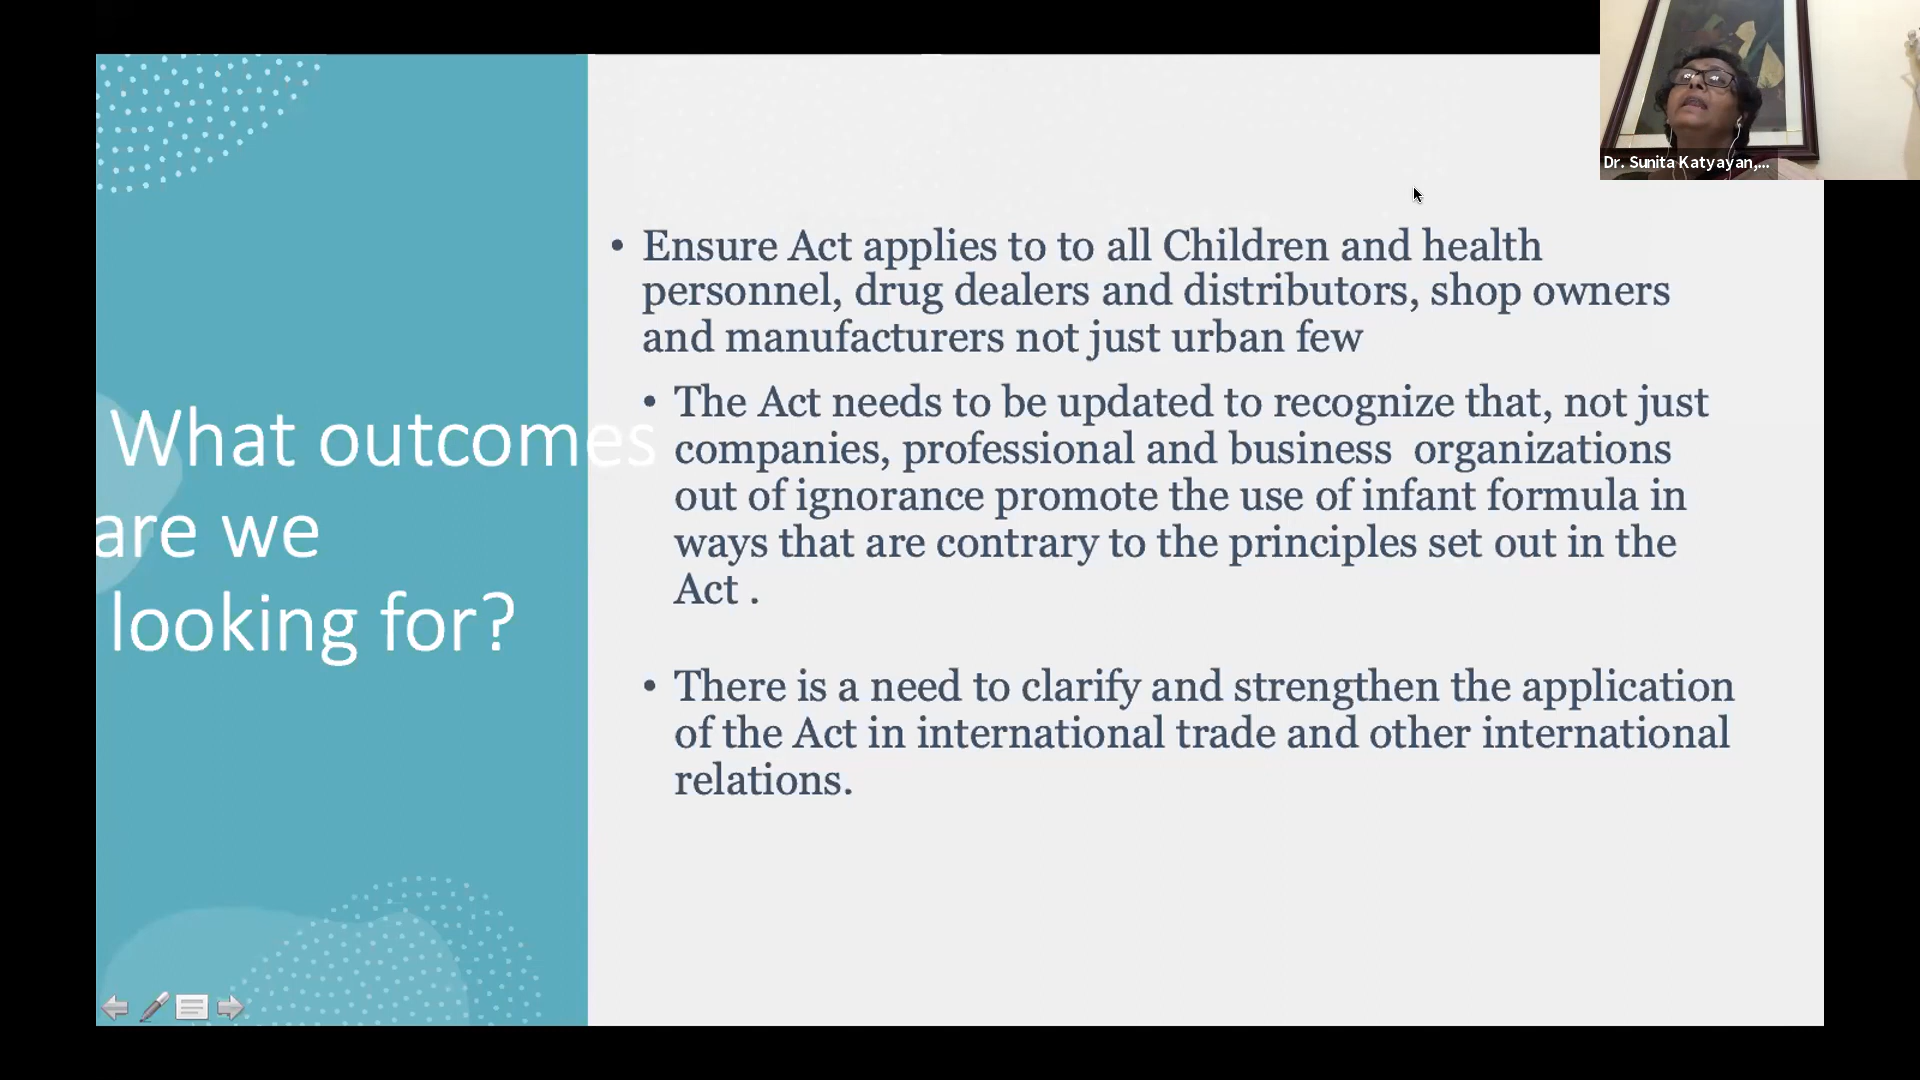 What outcomes
are we
looking for?
• Ensure Act applies to to all Children and health
personnel, drug dealers and distributors, shop owners
and manufacturers not just urban few
• The Act needs to be updated to recognize that, not just
companies, professional and business  organizations
out of ignorance promote the use of infant formula in
ways that are contrary to the principles set out in the
Act .
• There is a need to clarify and strengthen the application
of the Act in international trade and other international
relations.
Dr. Sunita Katyayan,...